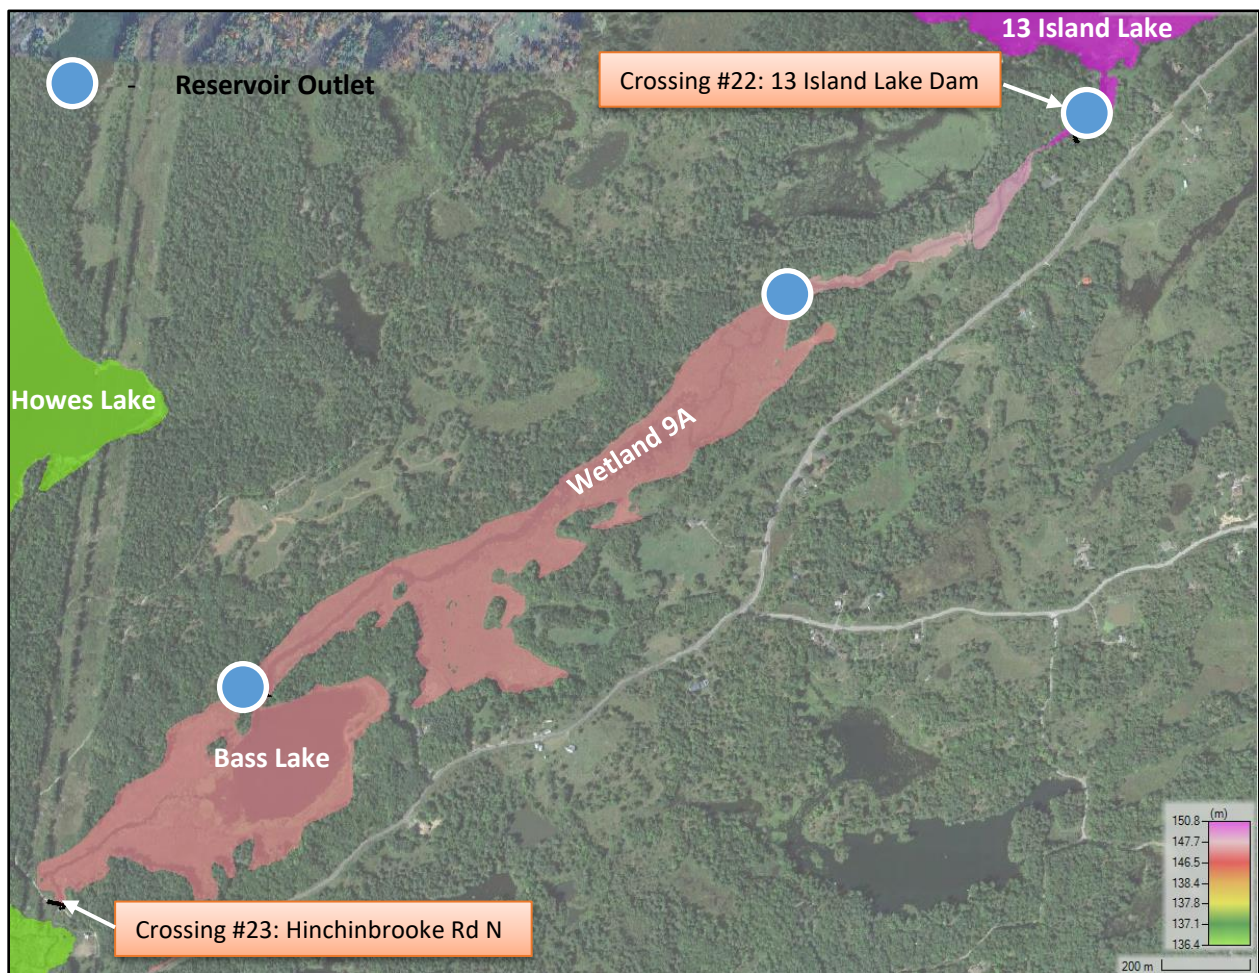 13 Island Lake
- Reservoir Outlet
Crossing #22: 13 Island Lake Dam
Howes Lake
Wetland 9A
Bass Lake
Crossing #23: Hinchinbrooke Rd N
(m)
150.8
147.7
146.5
138.4
137.8
137.1
136.4
200 m